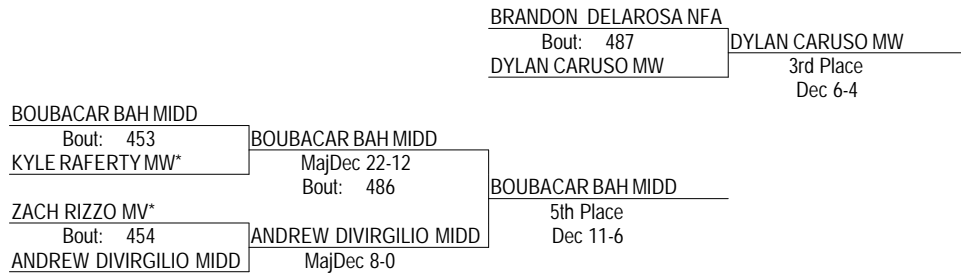 BRANDON DELAROSA NFA
Bout: 487
DYLAN CARUSO MW
DYLAN CARUSO MW
3rd Place
Dec 6-4
BOUBACAR BAH MIDD
Bout: 453
KYLE RAFERTY MW*
BOUBACAR BAH MIDD
MajDec 22-12
Bout: 486
BOUBACAR BAH MIDD
5th Place
Dec 11-6
ZACH RIZZO MV*
Bout: 454
ANDREW DIVIRGILIO MIDD
ANDREW DIVIRGILIO MIDD
MajDec 8-0